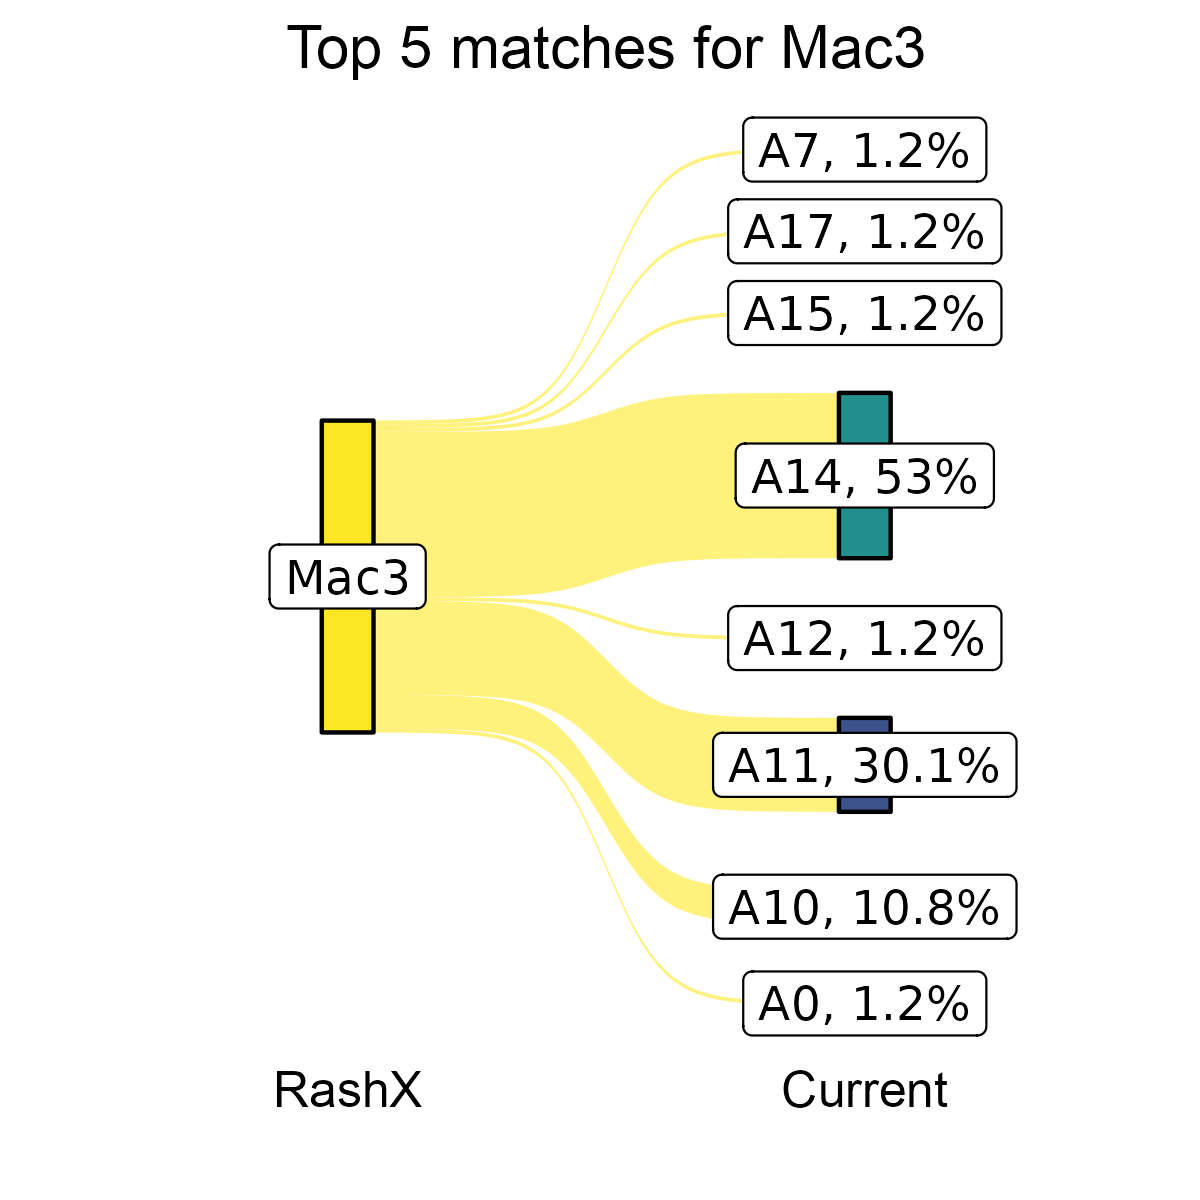 Top 5 matches for Mac3
A7, 1.2%
A17, 1.2%
A15, 1.2%
A14, 53%
Mac3
A12, 1.2%
A11, 30.1%
A10, 10.8%
A0, 1.2%
RashX
Current